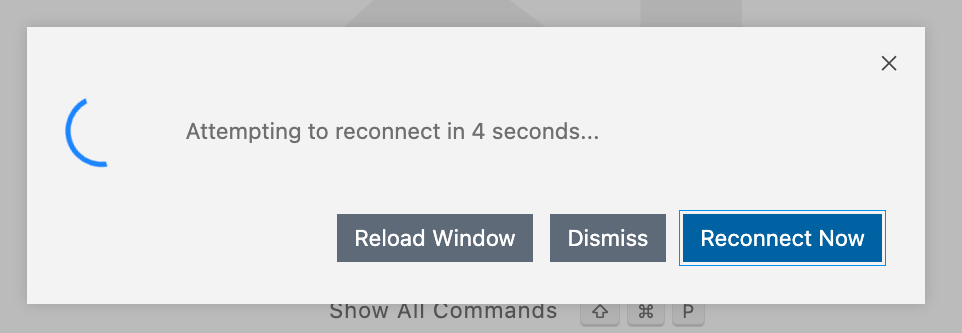 Attempting to reconnect in 4 seconds...
Reload Window Dismiss Reconnect Now
Show All Commands ⇧ ⌘ P